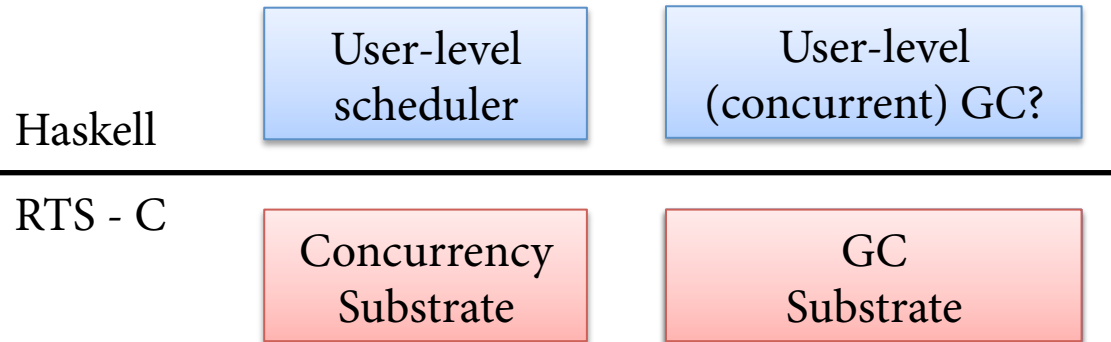 User-level
scheduler
User-level
(concurrent) GC?
Haskell
RTS - C
Concurrency
Substrate
GC
Substrate